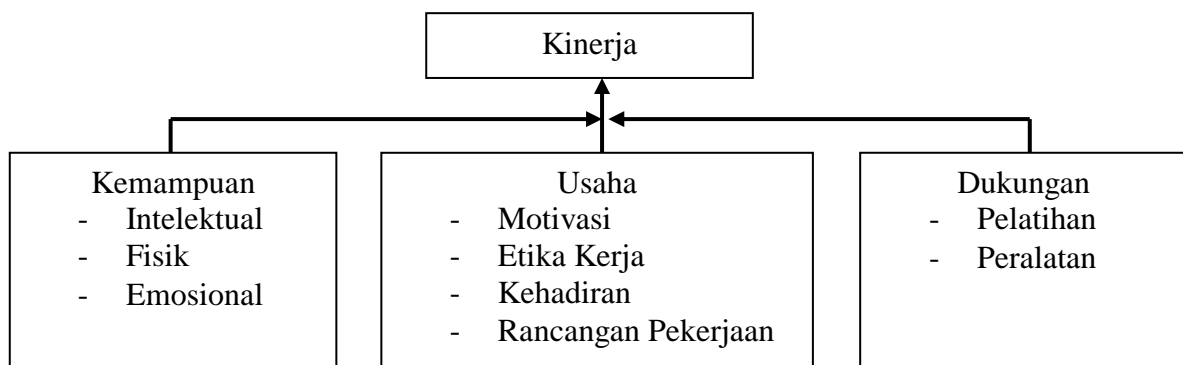 Kinerja
Kemampuan
- Intelektual
- Fisik
- Emosional
Usaha
- Motivasi
- Etika Kerja
- Kehadiran
- Rancangan Pekerjaan
Dukungan
- Pelatihan
- Peralatan